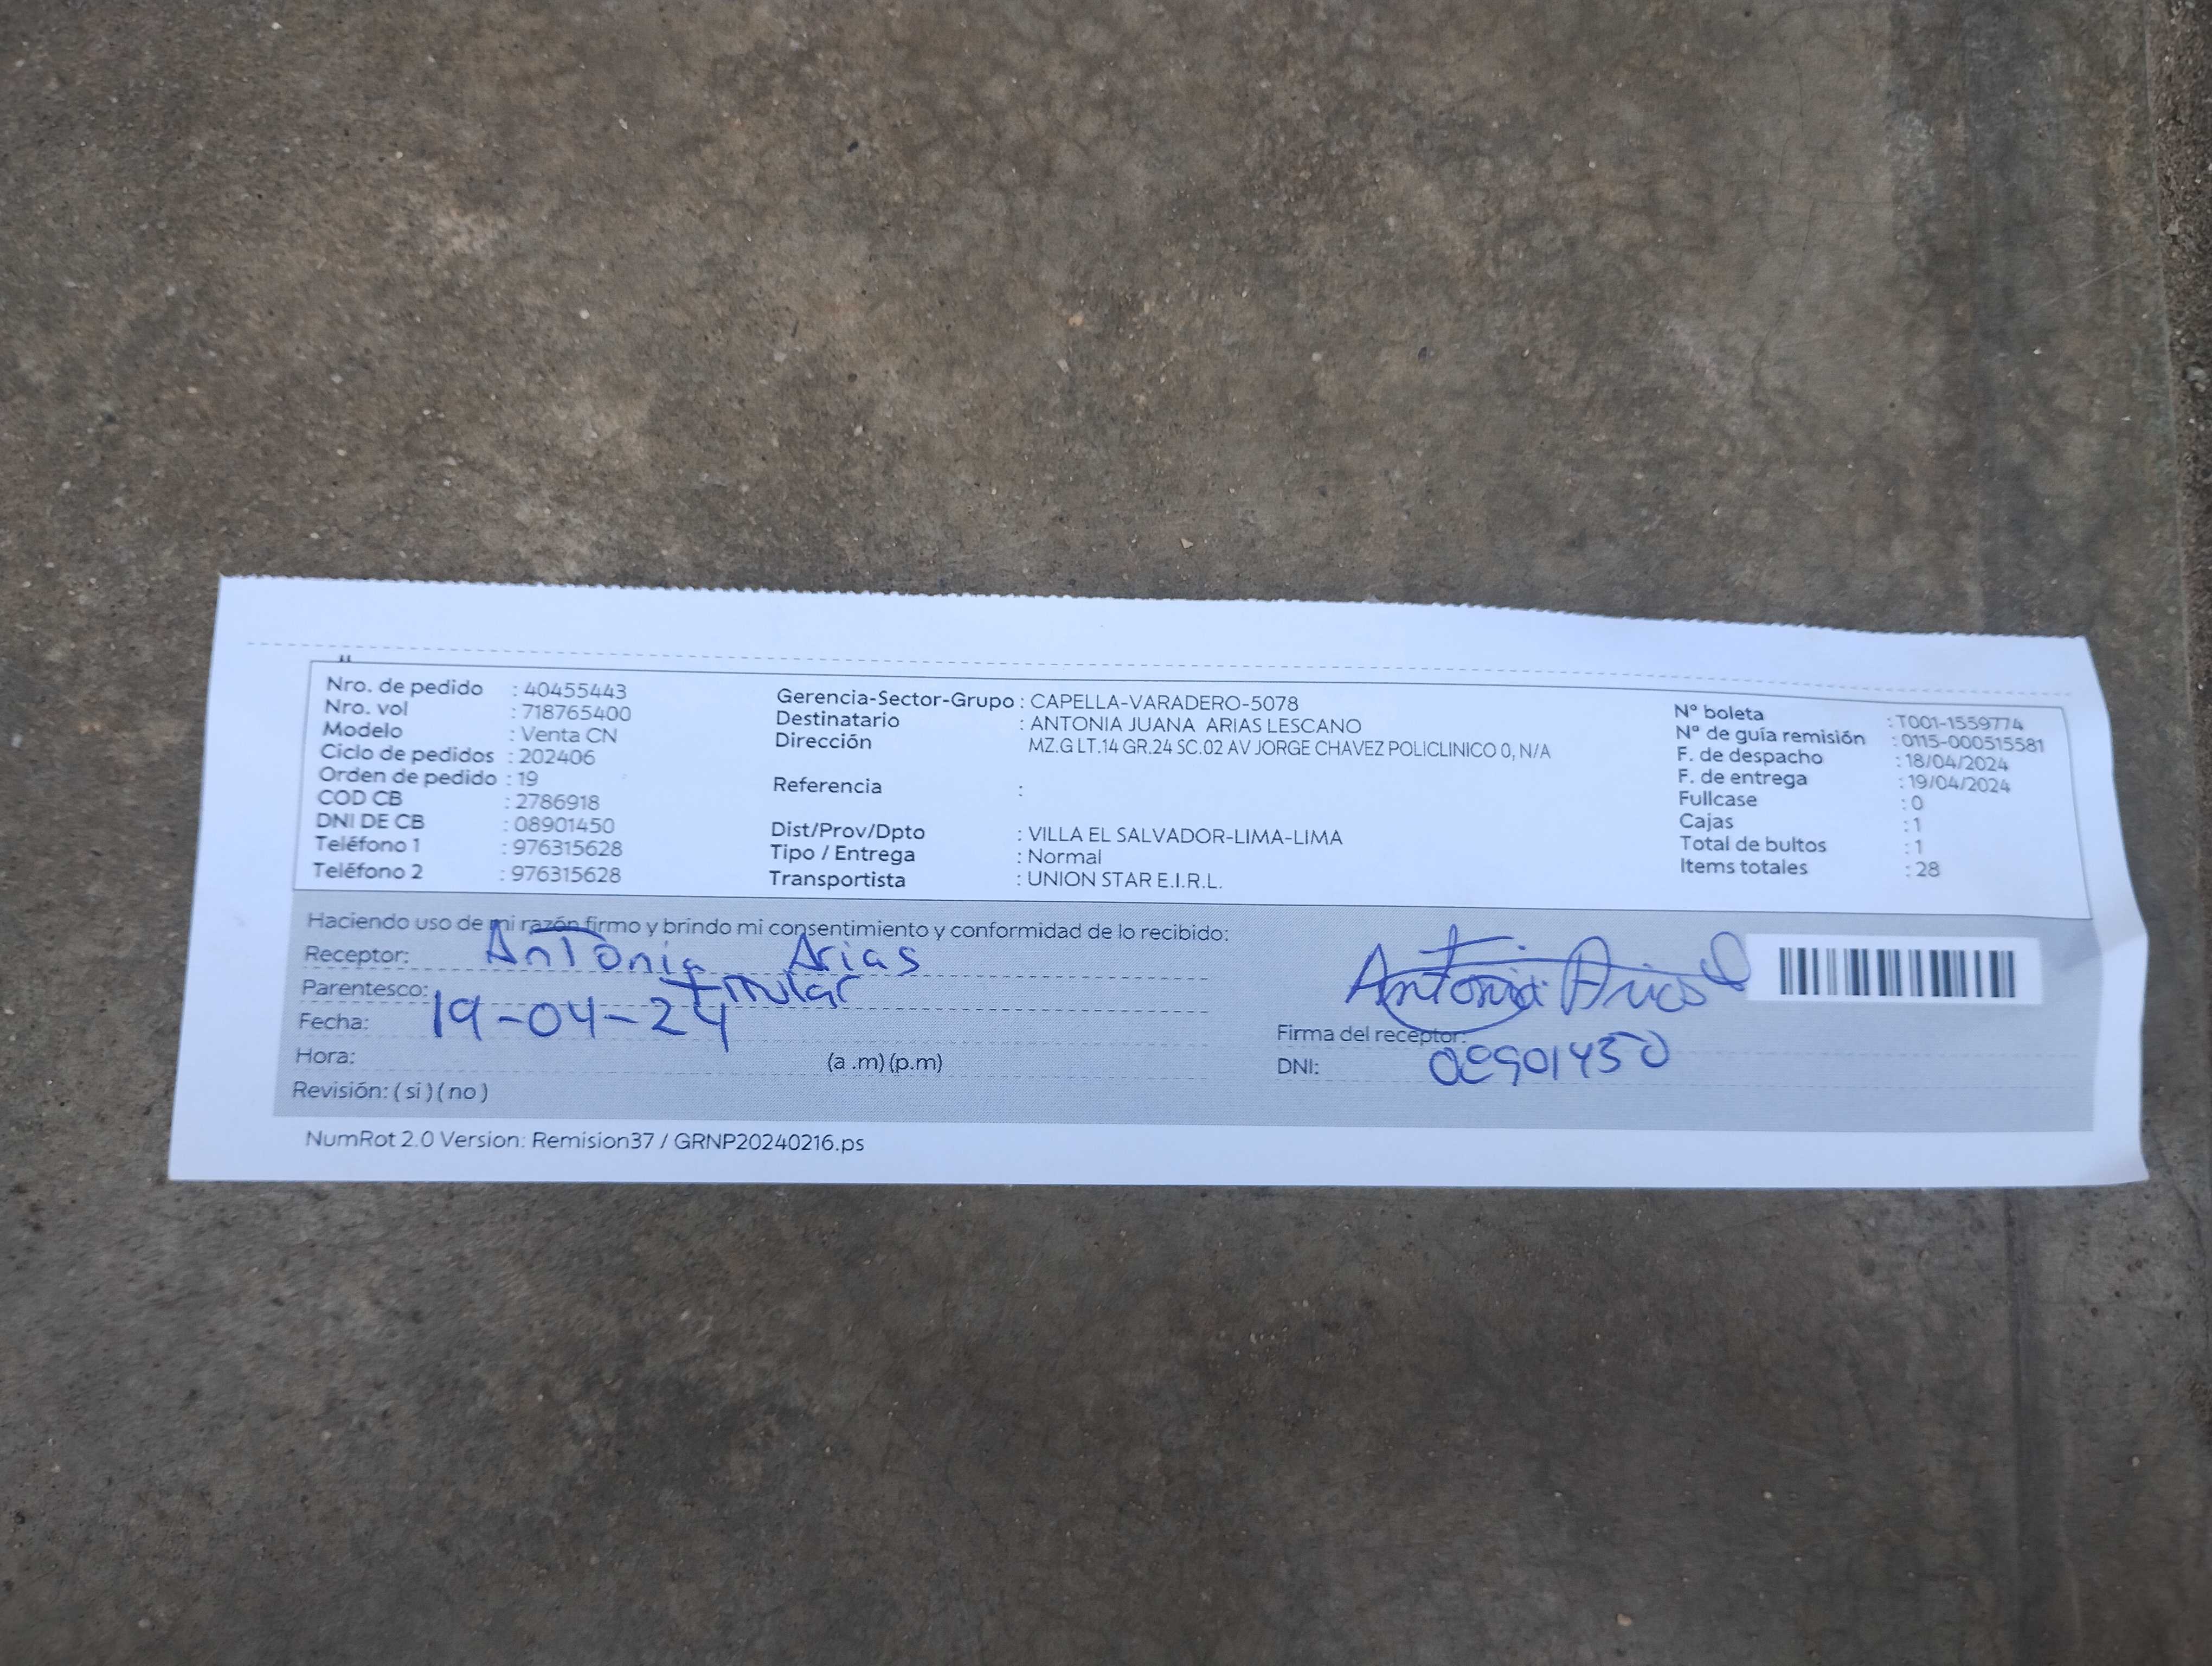 Nro. de pedido : 40455443
Nro. vol : 718765400
Modelo : Venta CN
Ciclo de pedidos : 202406
Orden de pedido : 19
COD CB : 2786918
DNI DE CB : 08901450
Teléfono 1 : 976315628
Teléfono 2 : 976315628
Gerencia-Sector-Grupo : CAPELLA-VARADERO-5078
Destinatario : ANTONIA JUANA ARIAS LESCANO
Dirección MZ.G LT.14 GR.24 SC.02 AV JORGE CHAVEZ POLICLINICO 0, N/A
Referencia :
Dist/Prov/Dpto : VILLA EL SALVADOR-LIMA-LIMA
Tipo / Entrega : Normal
Transportista : UNION STAR E.I.R.L.
N° boleta : T001-1559774
N° de guía remisión : 0115-000515581
F. de despacho : 18/04/2024
F. de entrega : 19/04/2024
Fullcase : 0
Cajas : 1
Total de bultos : 1
Items totales : 28
Haciendo uso de mi razón firmo y brindo mi consentimiento y conformidad de lo recibido:
Receptor: Antonia Arias
Parentesco: Titular
Fecha: 19-04-24
Hora: (a .m) (p.m)
Revisión: ( si ) ( no )
Antonia Arias
Firma del receptor:
DNI: 08901450
NumRot 2.0 Version: Remision37 / GRNP20240216.ps